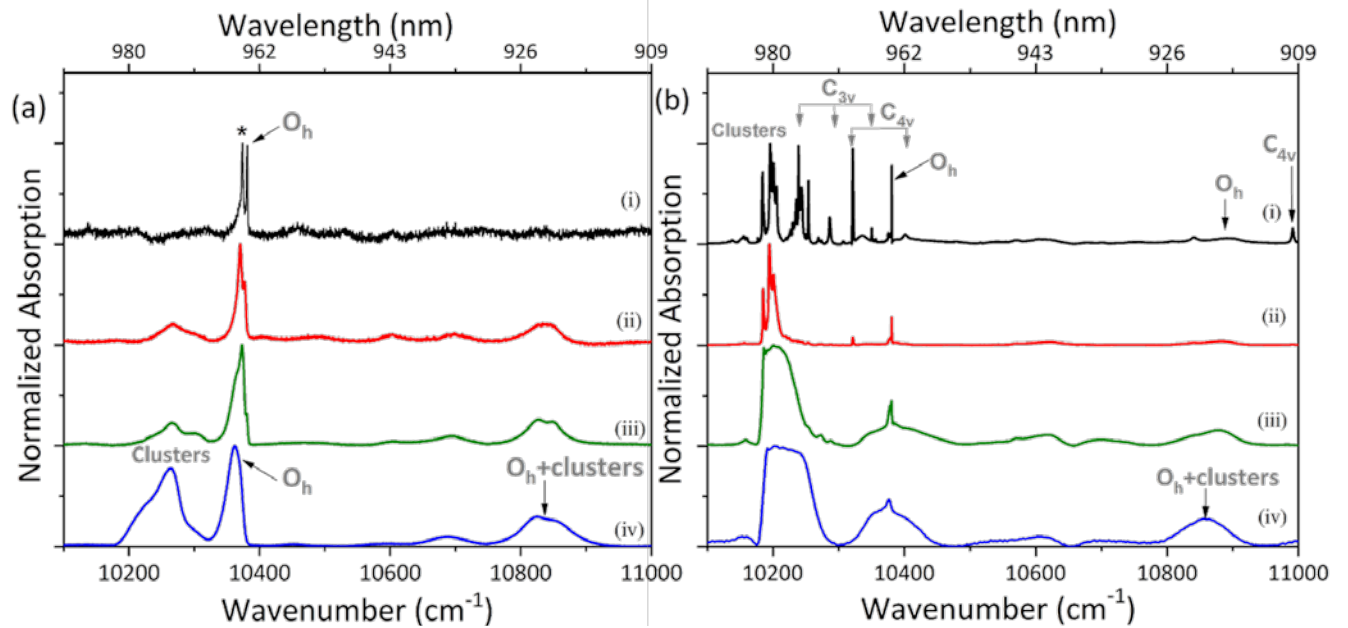 Wavelength (nm)
980 962 943 926 909
(a)
* Oh
(i)
(ii)
(iii)
Clusters
Oh
Oh+clusters
(iv)
Normalized Absorption
10200 10400 10600 10800 11000
Wavenumber (cm-1)
Wavelength (nm)
980 962 943 926 909
(b)
C3v
C4v
Clusters
Oh
C4v
Oh
(i)
(ii)
(iii)
Oh+clusters
(iv)
Normalized Absorption
10200 10400 10600 10800 11000
Wavenumber (cm-1)